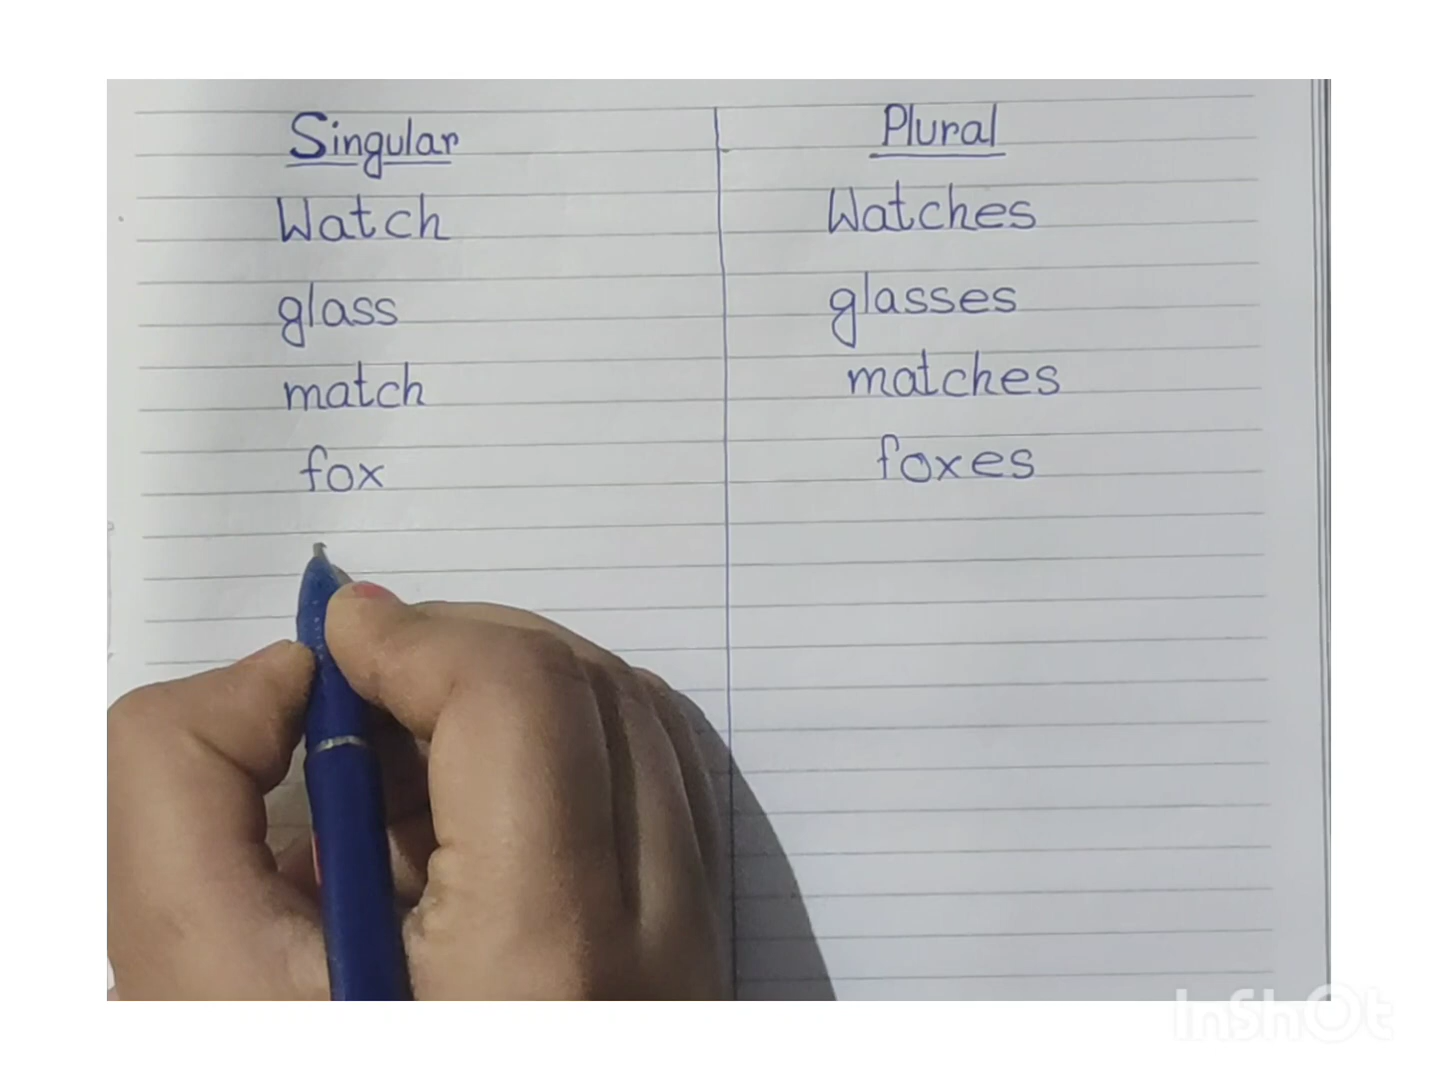 Singular Plural
Watch Watches
glass glasses
match matches
fox foxes
InShOt